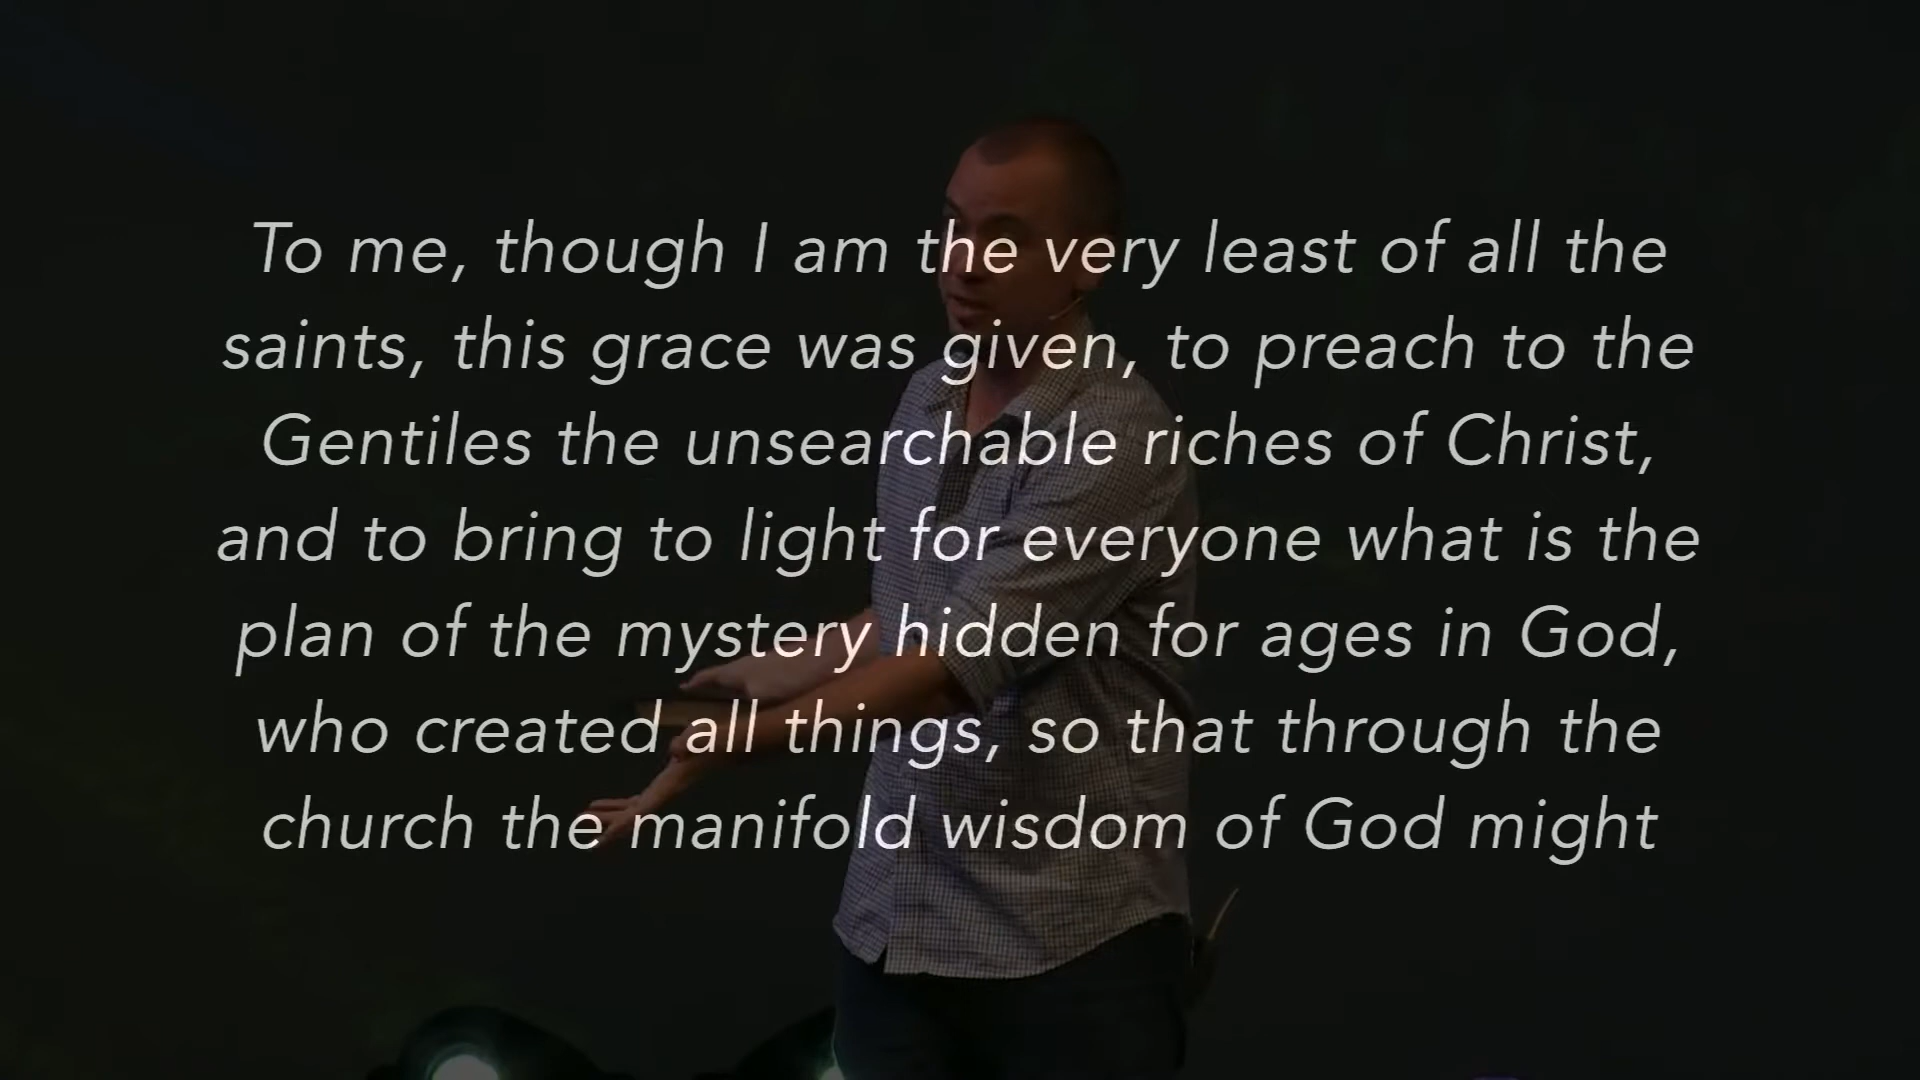 To me, though I am the very least of all the
saints, this grace was given, to preach to the
Gentiles the unsearchable riches of Christ,
and to bring to light for everyone what is the
plan of the mystery hidden for ages in God,
who created all things, so that through the
church the manifold wisdom of God might